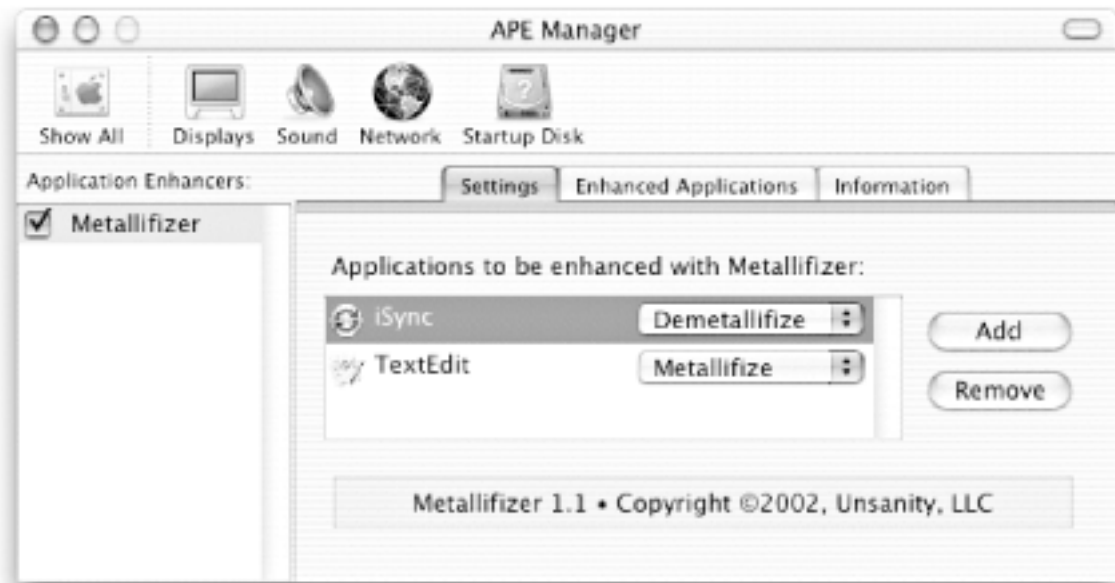 APE Manager
Show All Displays Sound Network Startup Disk
Application Enhancers:
Settings Enhanced Applications Information
Metallifizer
Applications to be enhanced with Metallifizer:
iSync Demetallifize
Add
TextEdit Metallifize
Remove
Metallifizer 1.1 • Copyright ©2002, Unsanity, LLC